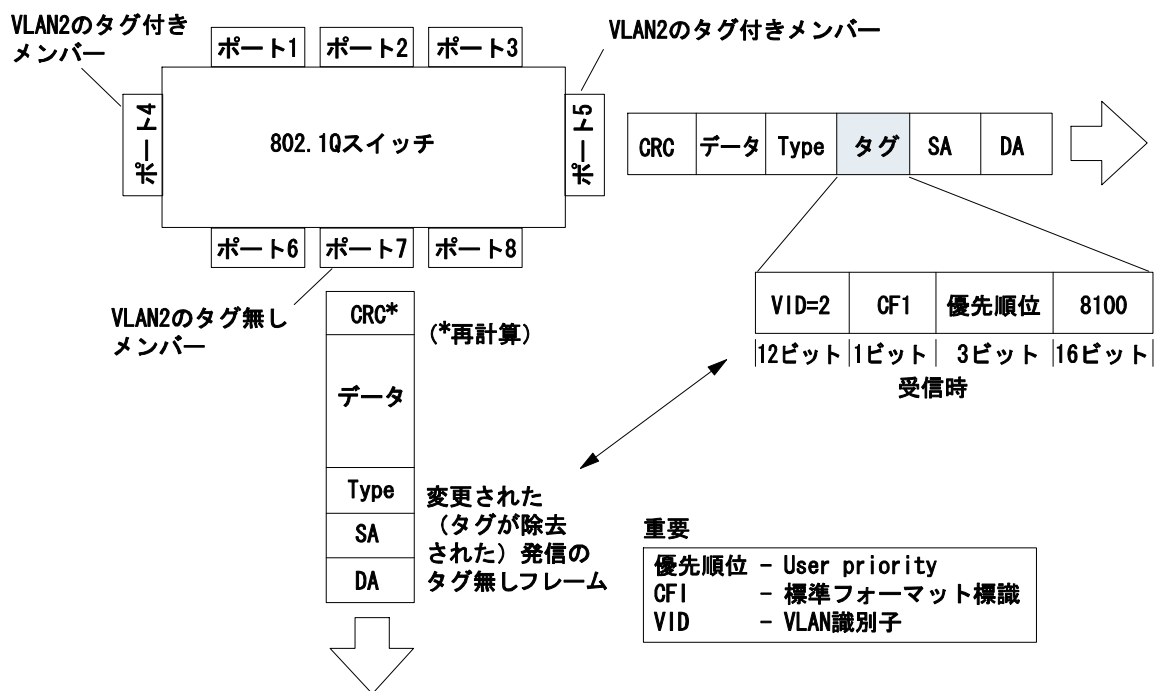 VLAN2のタグ付き
メンバー
ポート1
ポート2
ポート3
VLAN2のタグ付きメンバー
ポート4
802.1Qスイッチ
ポート5
CRC
データ
Type
タグ
SA
DA
ポート6
ポート7
ポート8
VLAN2のタグ無し
メンバー
VID=2
CF1
優先順位
8100
12ビット
1ビット
3ビット
16ビット
受信時
CRC*
(*再計算)
データ
Type
SA
DA
変更された
(タグが除去
された)発信の
タグ無しフレーム
重要
優先順位 - User priority
CFI - 標準フォーマット標識
VID - VLAN識別子